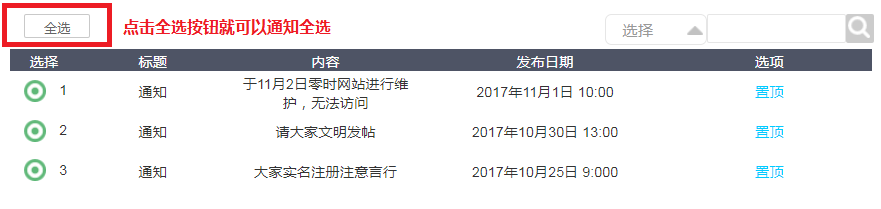 全选 点击全选按钮就可以通知全选 选择
选择 标题 内容 发布日期 选项
1 通知 于11月2日零时网站进行维 2017年11月1日 10:00 置顶
护，无法访问
2 通知 请大家文明发帖 2017年10月30日 13:00 置顶
3 通知 大家实名注册注意言行 2017年10月25日 9:000 置顶